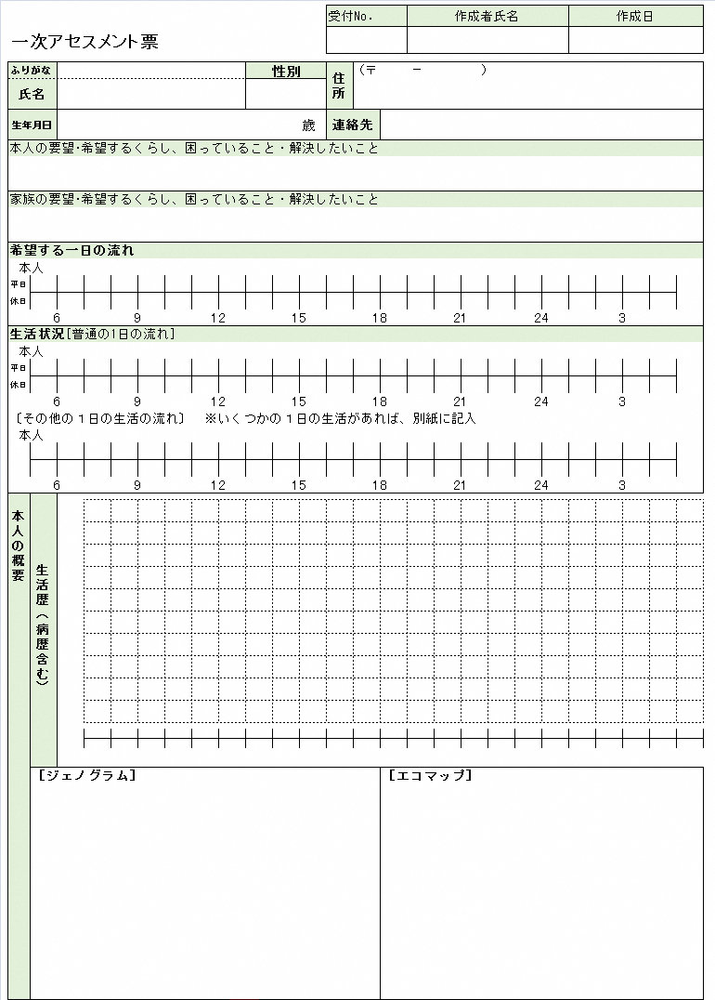 受付No.　作成者氏名　作成日
一次アセスメント票
ふりがな　性別　住所　（〒　－　）
氏名
生年月日　歳　連絡先
本人の要望･希望するくらし、困っていること・解決したいこと
家族の要望･希望するくらし、困っていること・解決したいこと
希望する一日の流れ
本人
平日
休日
6　9　12　15　18　21　24　3
生活状況[普通の1日の流れ]
本人
平日
休日
6　9　12　15　18　21　24　3
〔その他の１日の生活の流れ〕　※いくつかの１日の生活があれば、別紙に記入
本人
6　9　12　15　18　21　24　3
本人の概要
生活歴（病歴含む）
[ジェノグラム]　[エコマップ]